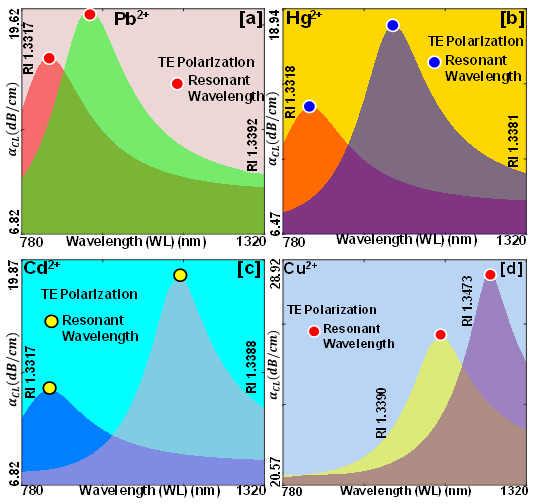 Pb2+
[a]
19.62
RI 1.3317
TE Polarization
Resonant
Wavelength
αCL(dB/cm)
RI 1.3392
6.82
780
Wavelength (WL) (nm)
1320
Hg2+
[b]
18.94
TE Polarization
Resonant
Wavelength
RI 1.3318
αCL(dB/cm)
RI 1.3381
6.47
780
Wavelength (WL) (nm)
1320
Cd2+
[c]
19.87
TE Polarization
Resonant
Wavelength
αCL(dB/cm)
RI 1.3317
RI 1.3388
6.82
780
Wavelength (WL) (nm)
1320
Cu2+
[d]
28.92
RI 1.3473
TE Polarization
Resonant
Wavelength
αCL(dB/cm)
RI 1.3390
20.57
780
Wavelength (WL) (nm)
1320